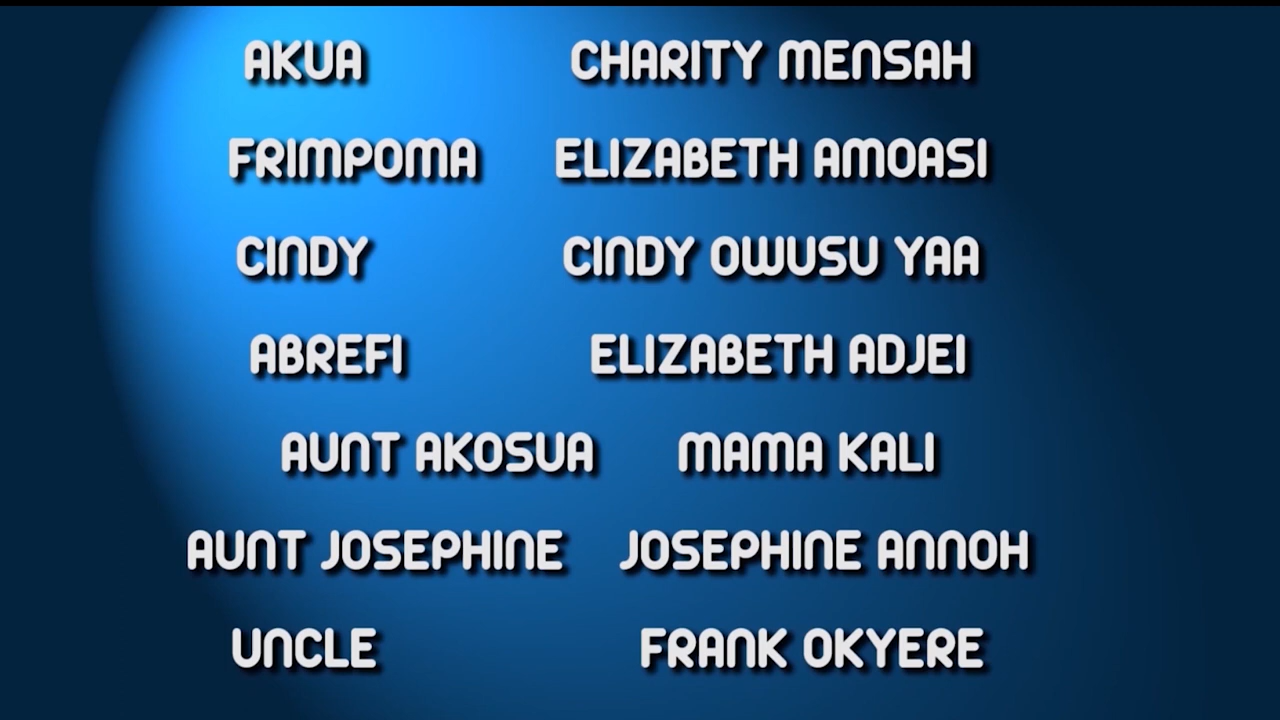 AKUA CHARITY MENSAH
FRIMPOMA ELIZABETH AMOASI
CINDY CINDY OWUSU YAA
ABREFI ELIZABETH ADJEI
AUNT AKOSUA MAMA KALI
AUNT JOSEPHINE JOSEPHINE ANNOH
UNCLE FRANK OKYERE